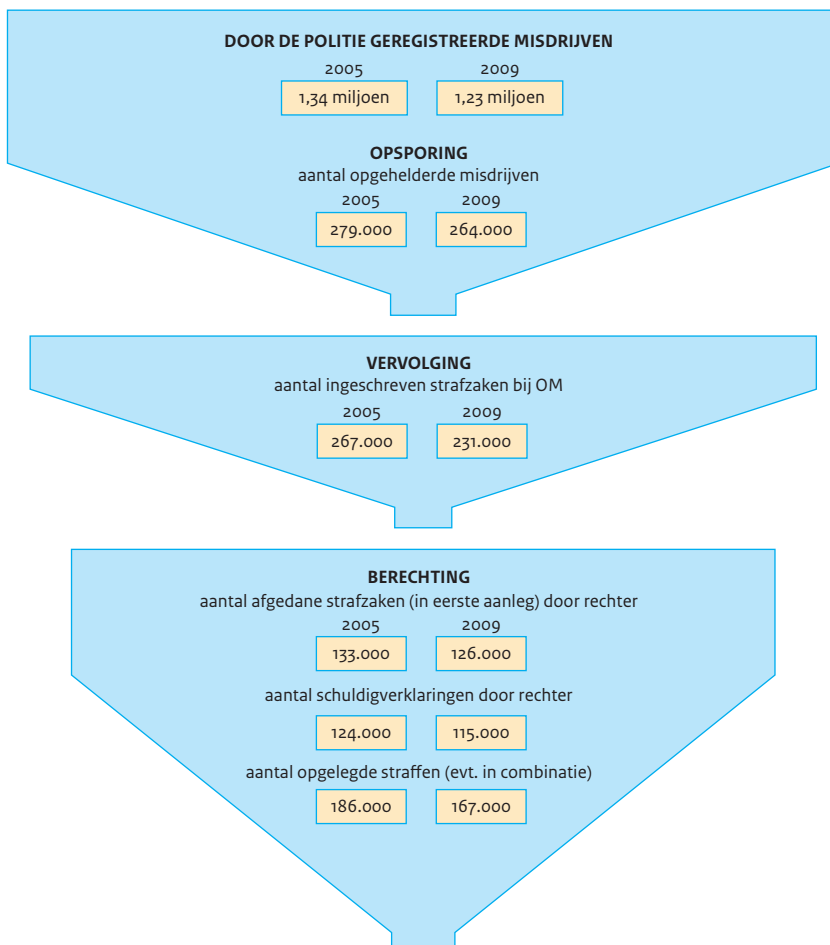 DOOR DE POLITIE GEREGISTREERDE MISDRIJVEN
2005 2009
1,34 miljoen 1,23 miljoen
OPSPORING
aantal opgehelderde misdrijven
2005 2009
279.000 264.000
VERVOLGING
aantal ingeschreven strafzaken bij OM
2005 2009
267.000 231.000
BERECHTING
aantal afgedane strafzaken (in eerste aanleg) door rechter
2005 2009
133.000 126.000
aantal schuldigverklaringen door rechter
124.000 115.000
aantal opgelegde straffen (evt. in combinatie)
186.000 167.000